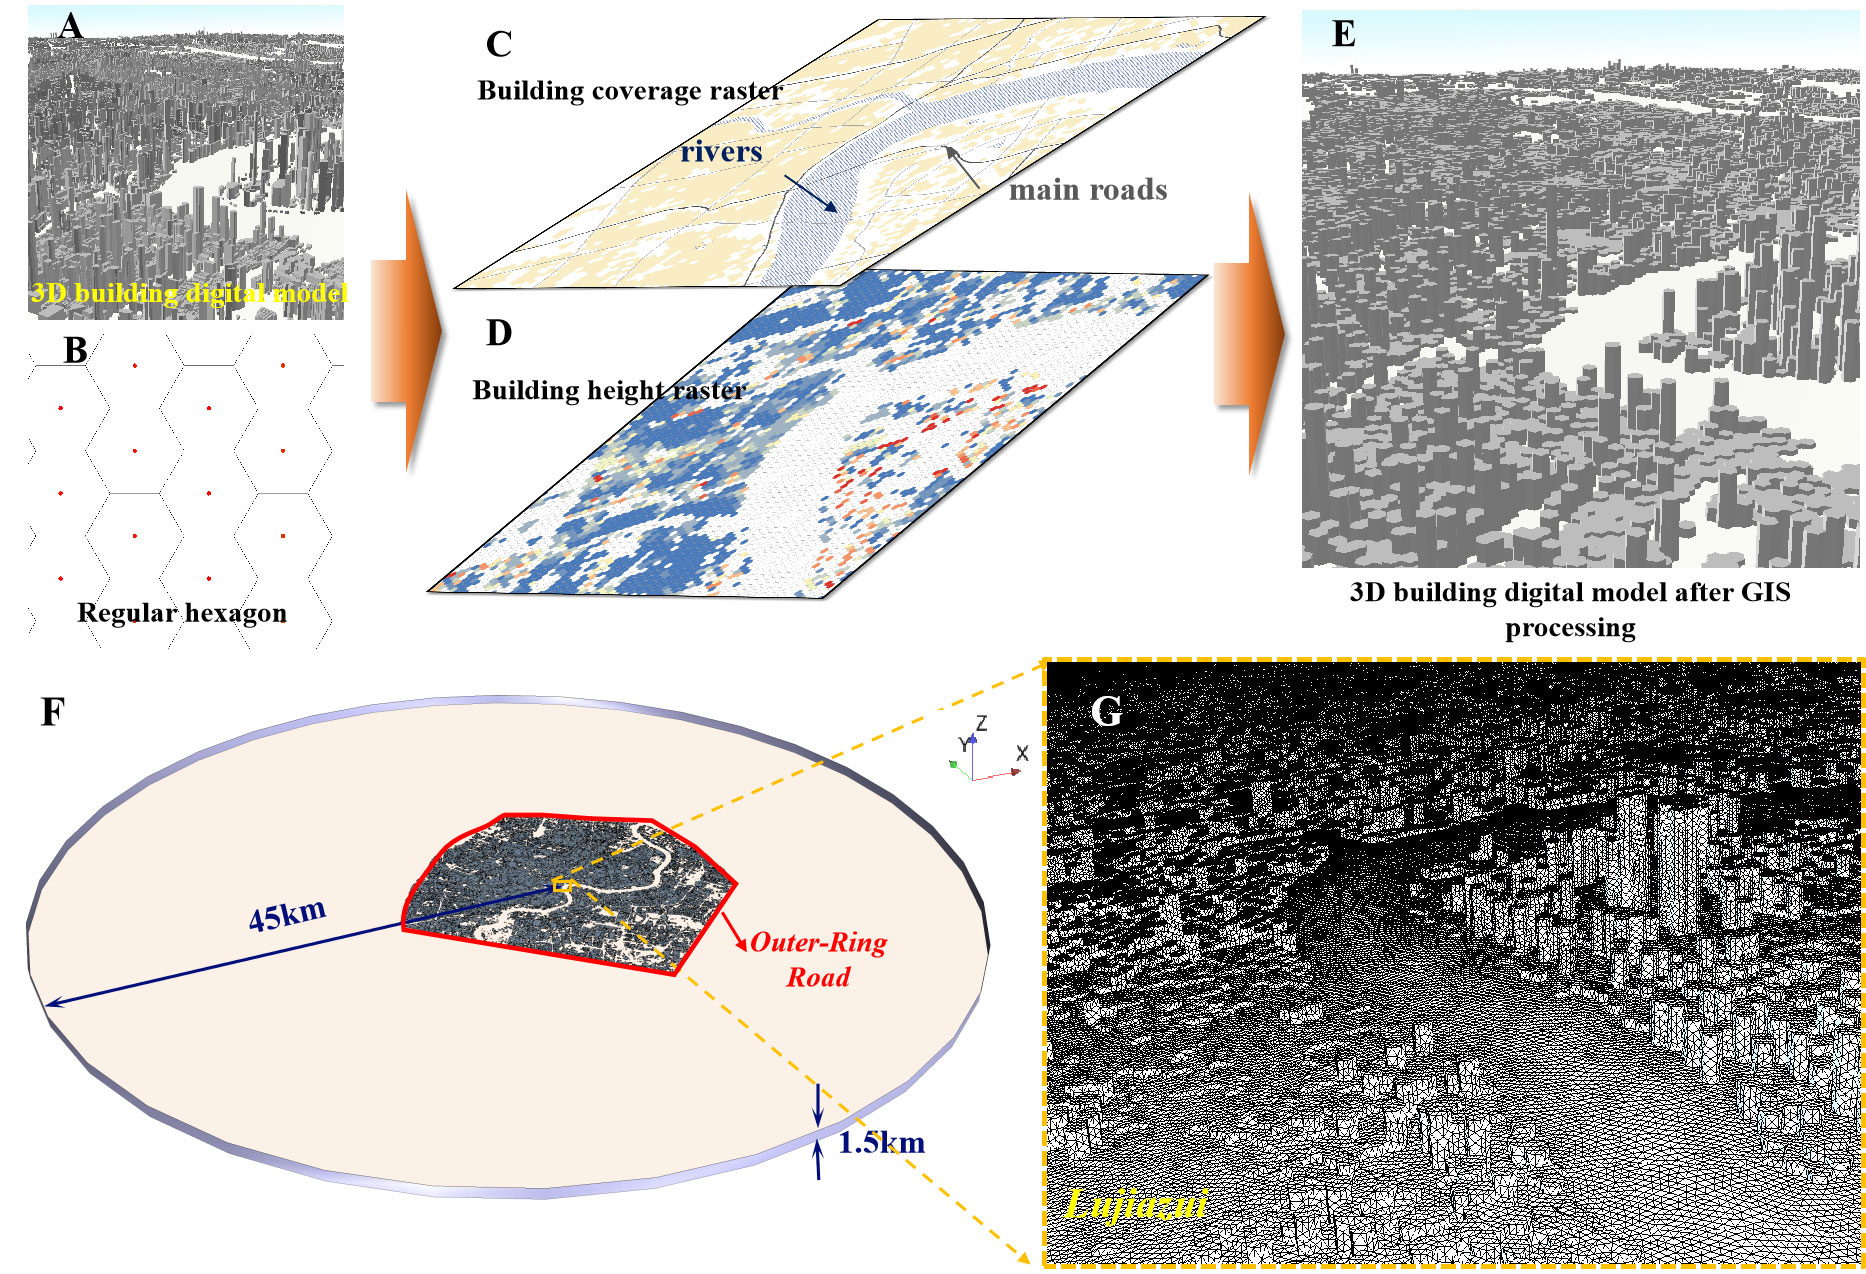 A
3D building digital model
B
Regular hexagon
C
Building coverage raster
rivers
main roads
D
Building height raster
E
3D building digital model after GIS
processing
F
45km
Outer-Ring
Road
1.5km
Z
Y
X
G
Lujiazui